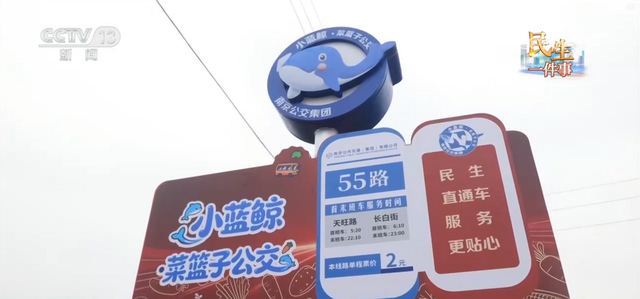 CCTV 13
新闻
民生
一件事
小蓝鲸·菜篮子公交
南京公交集团
小蓝鲸
·菜篮子公交
55路
首末班车服务时间
天旺路
首班车: 5:20
末班车: 22:10
长白街
首班车: 6:10
末班车: 23:00
本线路单程票价 2 元
民生
直通车
服务
更贴心